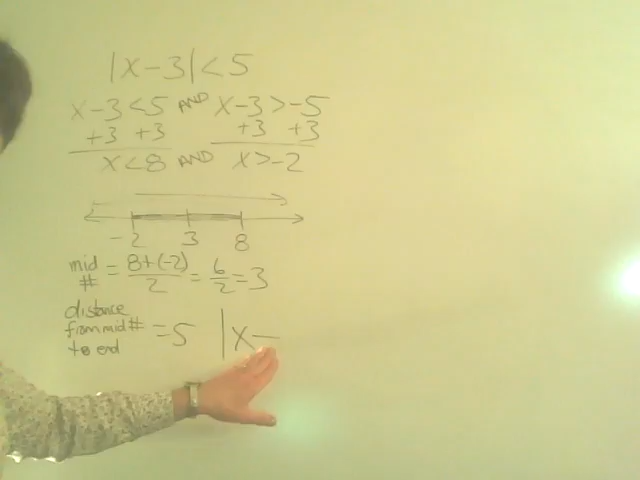 |x-3|<5
x-3<5 AND x-3>-5
+3 +3 +3 +3
x<8 AND x>-2
-2 3 8
mid # = 8+(-2)/2 = 6/2 = 3
distance from mid# to end = 5 |x-